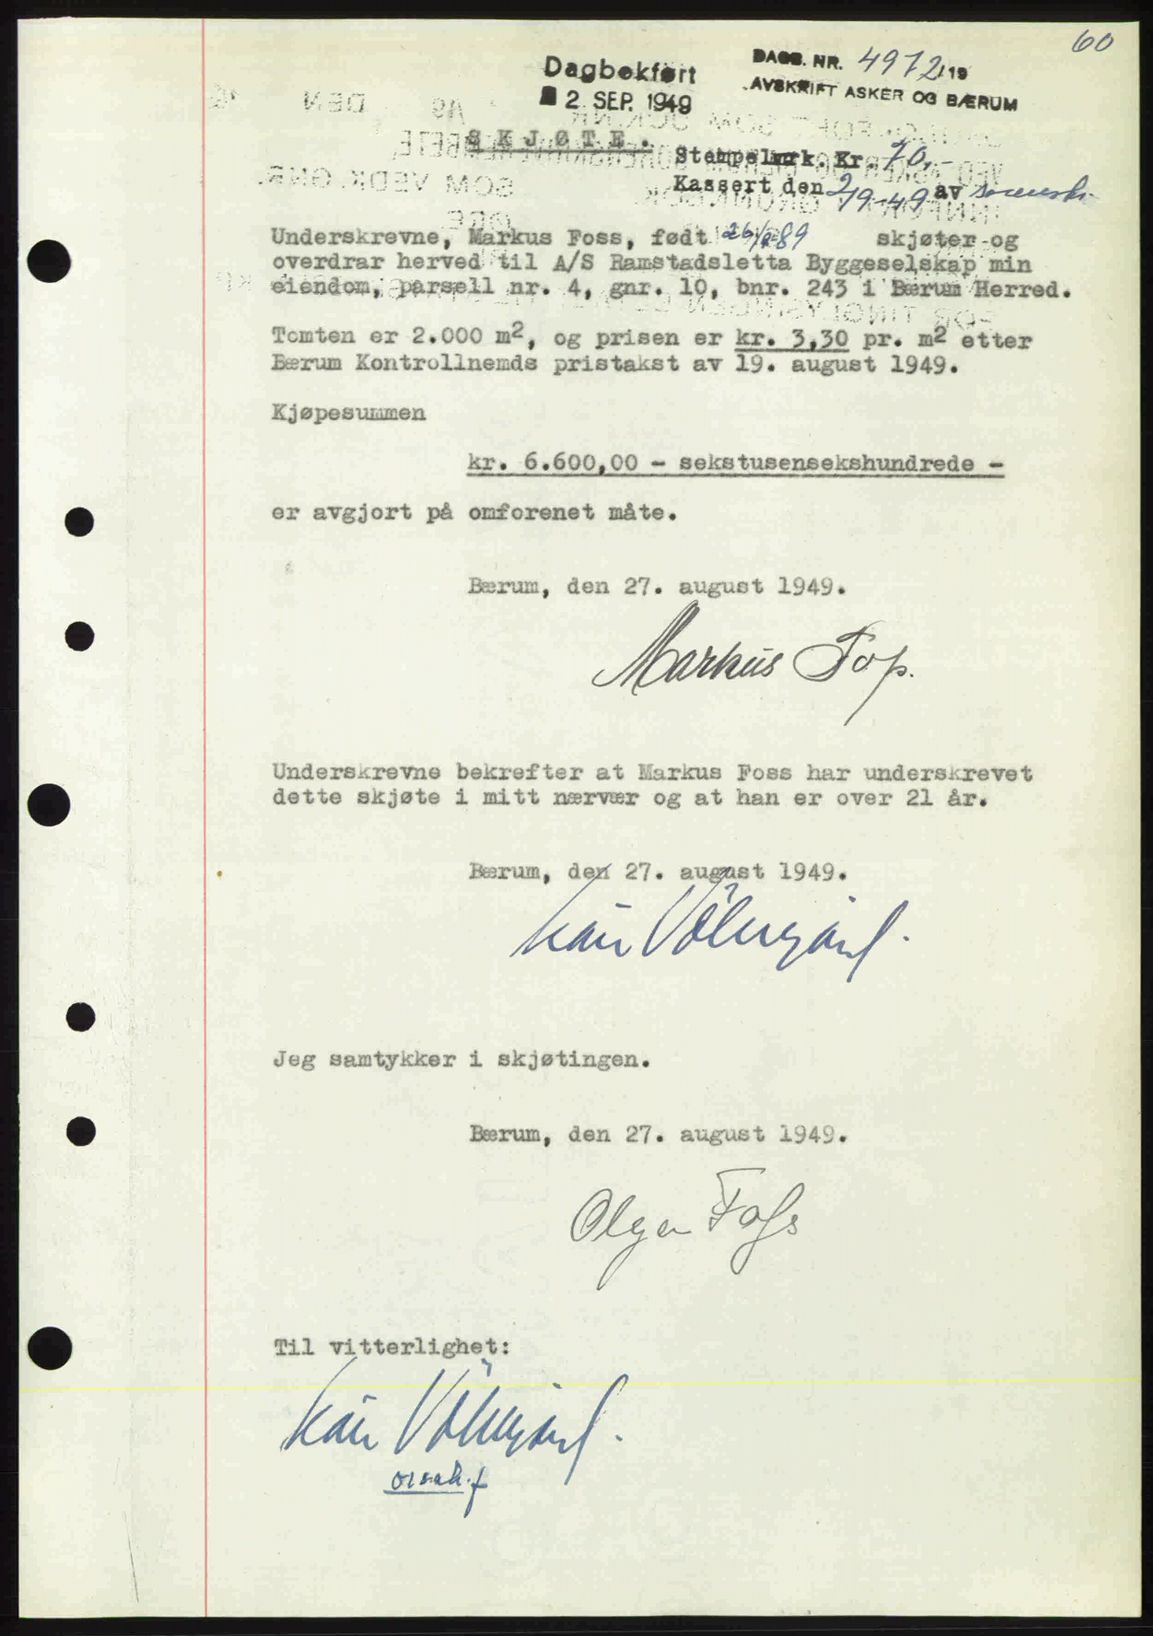 60
Dagbokført
2. SEP. 1949
DAGB. NR. 4972/19
AVSKRIFT ASKER OG BÆRUM
SKJØTE.
Stempelmrk. Kr. 70,-
Kassert den 2/9-49 av
Underskrevne, Markus Foss, født skjøter og
overdrar herved til A/S Ramstadsletta Byggeselskap min
eiendom, parsell nr. 4, gnr. 10, bnr. 243 i Bærum Herred.
Tomten er 2.000 m², og prisen er kr. 3,30 pr. m² etter
Bærum Kontrollnemds pristakst av 19. august 1949.
Kjøpesummen
kr. 6.600,00 - sekstusensekshundrede -
er avgjort på omforenet måte.
Bærum, den 27. august 1949.
Markus Foss.
Underskrevne bekrefter at Markus Foss har underskrevet
dette skjøte i mitt nærvær og at han er over 21 år.
Bærum, den 27. august 1949.
Jeg samtykker i skjøtingen.
Bærum, den 27. august 1949.
Olga Foss
Til vitterlighet: